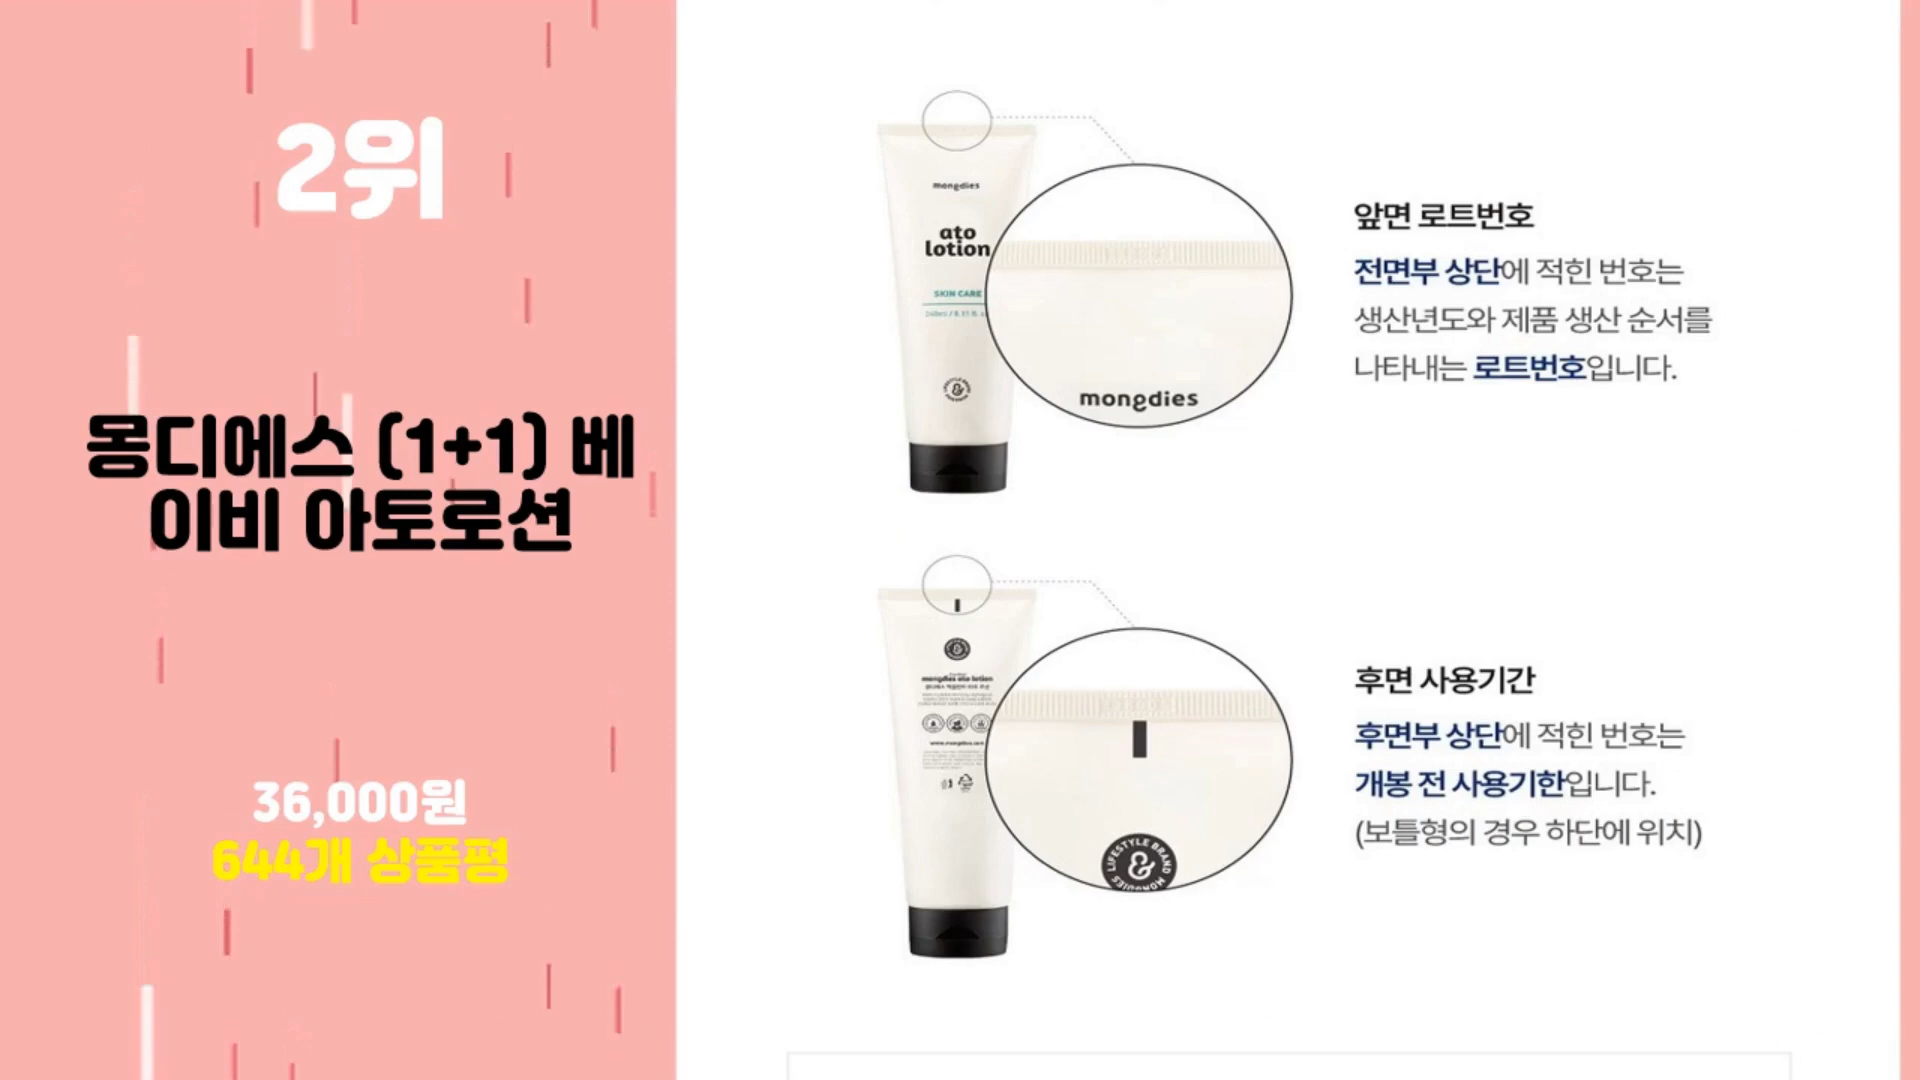 2위
몽디에스 (1+1) 베
이비 아토로션
36,000원
644개 상품평
mongdies
ato
lotion
SKIN CARE
mongdies
앞면 로트번호
전면부 상단에 적힌 번호는
생산년도와 제품 생산 순서를
나타내는 로트번호입니다.
mongdies ato lotion
LIFESTYLE BRAND MONGDIES
&
후면 사용기간
후면부 상단에 적힌 번호는
개봉 전 사용기한입니다.
(보틀형의 경우 하단에 위치)